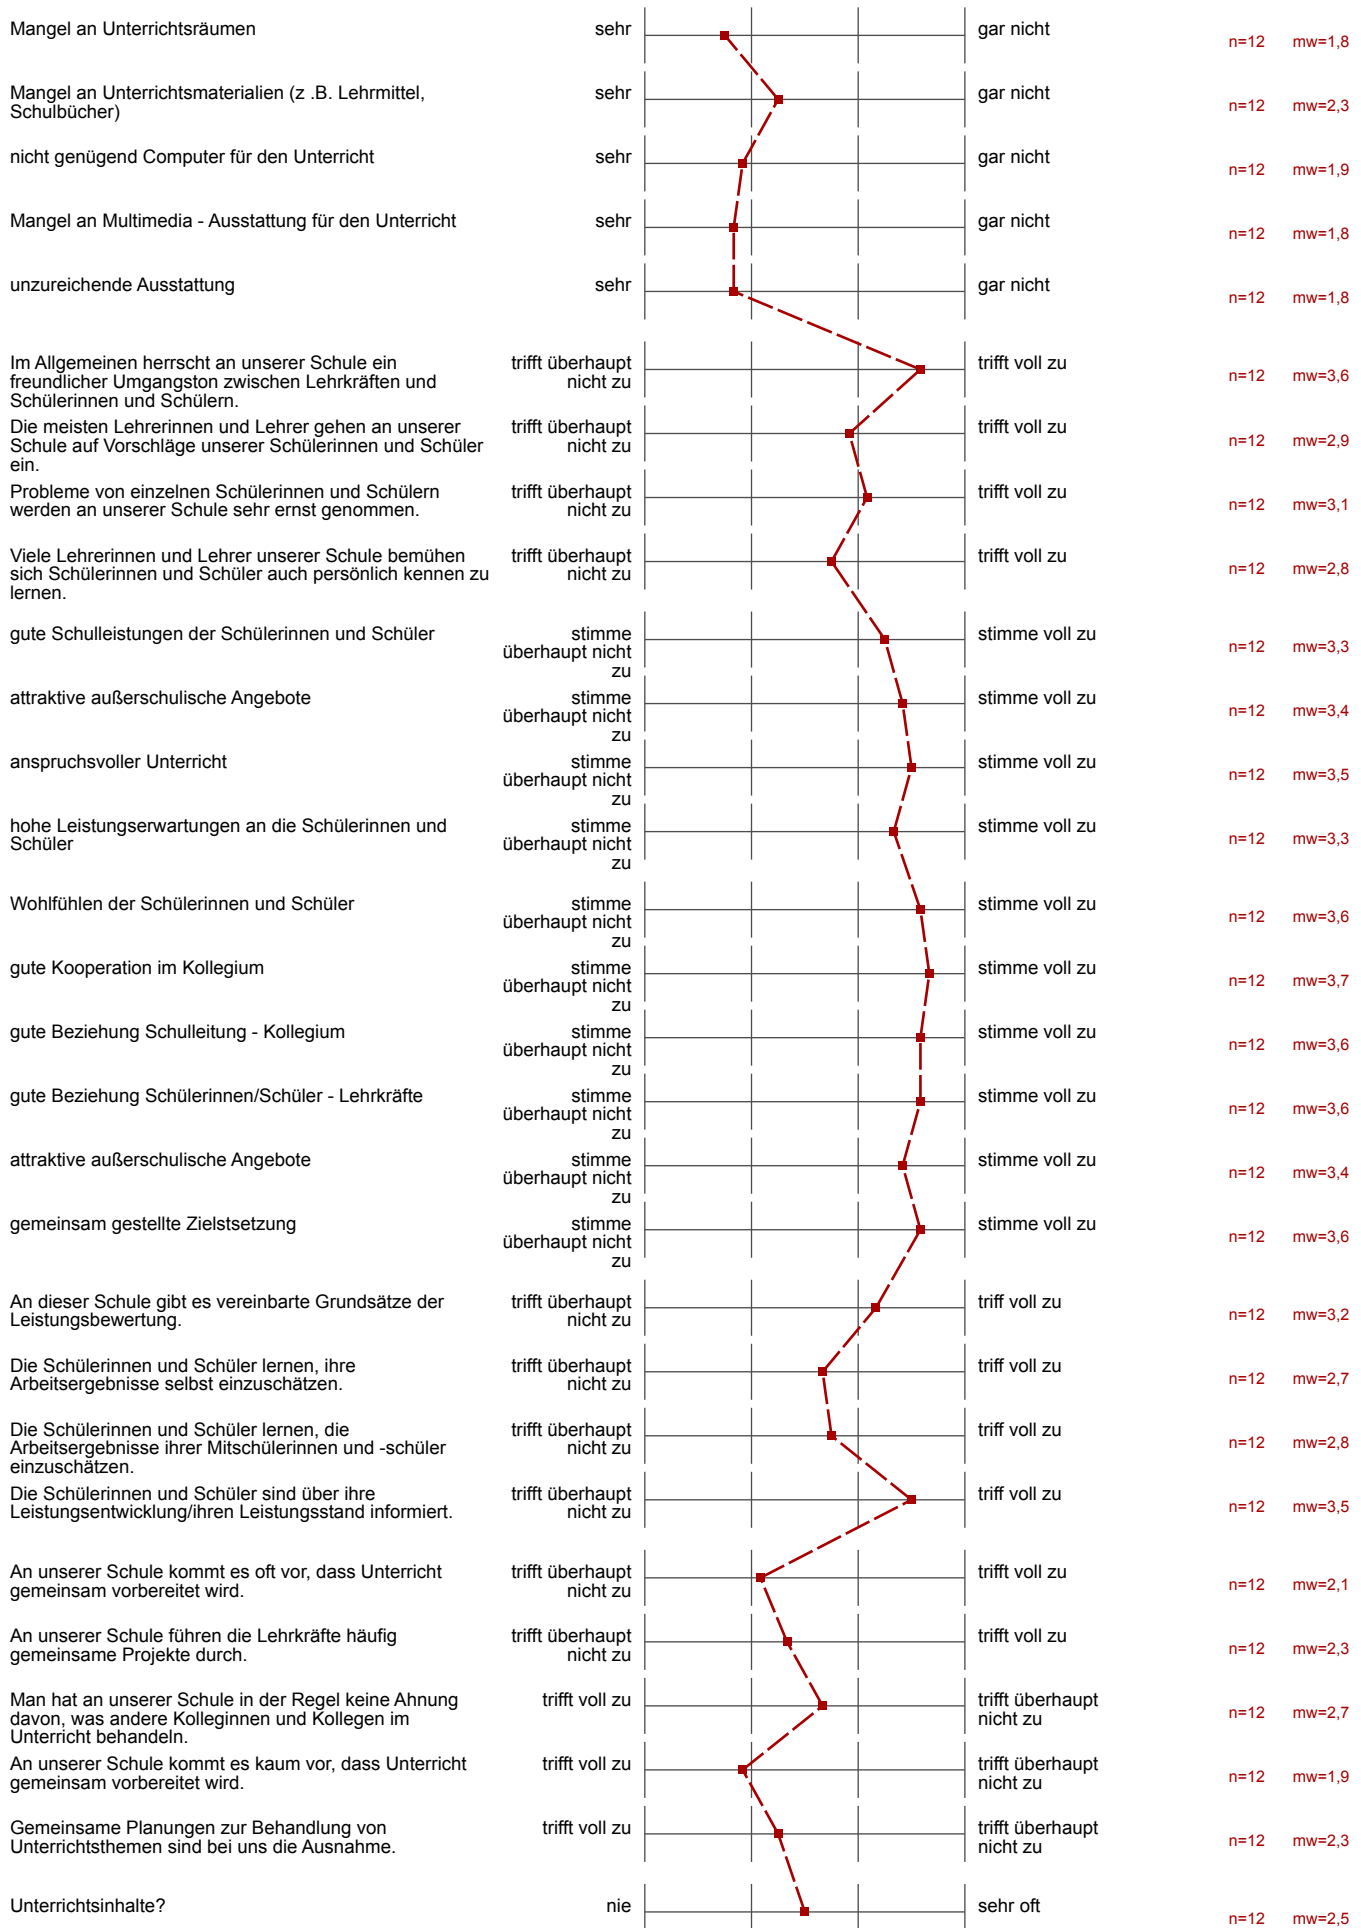 Mangel an Unterrichtsräumen sehr gar nicht n=12 mw=1,8
Mangel an Unterrichtsmaterialien (z .B. Lehrmittel, sehr gar nicht n=12 mw=2,3
Schulbücher)
nicht genügend Computer für den Unterricht sehr gar nicht n=12 mw=1,9
Mangel an Multimedia - Ausstattung für den Unterricht sehr gar nicht n=12 mw=1,8
unzureichende Ausstattung sehr gar nicht n=12 mw=1,8
Im Allgemeinen herrscht an unserer Schule ein trifft überhaupt trifft voll zu n=12 mw=3,6
freundlicher Umgangston zwischen Lehrkräften und nicht zu
Schülerinnen und Schülern.
Die meisten Lehrerinnen und Lehrer gehen an unserer trifft überhaupt trifft voll zu n=12 mw=2,9
Schule auf Vorschläge unserer Schülerinnen und Schüler nicht zu
ein.
Probleme von einzelnen Schülerinnen und Schülern trifft überhaupt trifft voll zu n=12 mw=3,1
werden an unserer Schule sehr ernst genommen. nicht zu
Viele Lehrerinnen und Lehrer unserer Schule bemühen trifft überhaupt trifft voll zu n=12 mw=2,8
sich Schülerinnen und Schüler auch persönlich kennen zu nicht zu
lernen.
gute Schulleistungen der Schülerinnen und Schüler stimme stimme voll zu n=12 mw=3,3
überhaupt nicht
zu
attraktive außerschulische Angebote stimme stimme voll zu n=12 mw=3,4
überhaupt nicht
zu
anspruchsvoller Unterricht stimme stimme voll zu n=12 mw=3,5
überhaupt nicht
zu
hohe Leistungserwartungen an die Schülerinnen und stimme stimme voll zu n=12 mw=3,3
Schüler überhaupt nicht
zu
Wohlfühlen der Schülerinnen und Schüler stimme stimme voll zu n=12 mw=3,6
überhaupt nicht
zu
gute Kooperation im Kollegium stimme stimme voll zu n=12 mw=3,7
überhaupt nicht
zu
gute Beziehung Schulleitung - Kollegium stimme stimme voll zu n=12 mw=3,6
überhaupt nicht
zu
gute Beziehung Schülerinnen/Schüler - Lehrkräfte stimme stimme voll zu n=12 mw=3,6
überhaupt nicht
zu
attraktive außerschulische Angebote stimme stimme voll zu n=12 mw=3,4
überhaupt nicht
zu
gemeinsam gestellte Zielstsetzung stimme stimme voll zu n=12 mw=3,6
überhaupt nicht
zu
An dieser Schule gibt es vereinbarte Grundsätze der trifft überhaupt triff voll zu n=12 mw=3,2
Leistungsbewertung. nicht zu
Die Schülerinnen und Schüler lernen, ihre trifft überhaupt triff voll zu n=12 mw=2,7
Arbeitsergebnisse selbst einzuschätzen. nicht zu
Die Schülerinnen und Schüler lernen, die trifft überhaupt triff voll zu n=12 mw=2,8
Arbeitsergebnisse ihrer Mitschülerinnen und -schüler nicht zu
einzuschätzen.
Die Schülerinnen und Schüler sind über ihre trifft überhaupt triff voll zu n=12 mw=3,5
Leistungsentwicklung/ihren Leistungsstand informiert. nicht zu
An unserer Schule kommt es oft vor, dass Unterricht trifft überhaupt trifft voll zu n=12 mw=2,1
gemeinsam vorbereitet wird. nicht zu
An unserer Schule führen die Lehrkräfte häufig trifft überhaupt trifft voll zu n=12 mw=2,3
gemeinsame Projekte durch. nicht zu
Man hat an unserer Schule in der Regel keine Ahnung trifft voll zu trifft überhaupt n=12 mw=2,7
davon, was andere Kolleginnen und Kollegen im nicht zu
Unterricht behandeln.
An unserer Schule kommt es kaum vor, dass Unterricht trifft voll zu trifft überhaupt n=12 mw=1,9
gemeinsam vorbereitet wird. nicht zu
Gemeinsame Planungen zur Behandlung von trifft voll zu trifft überhaupt n=12 mw=2,3
Unterrichtsthemen sind bei uns die Ausnahme. nicht zu
Unterrichtsinhalte? nie sehr oft n=12 mw=2,5